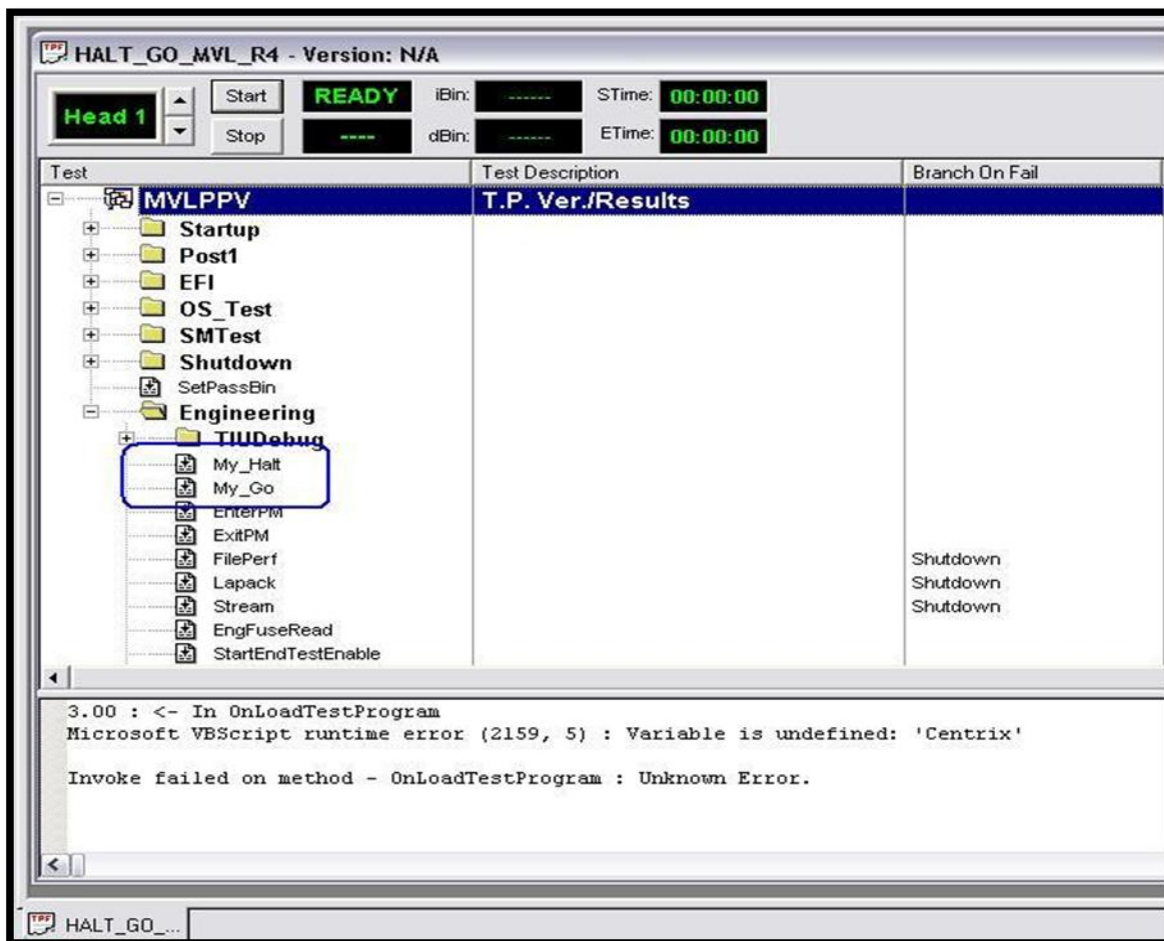 HALT_GO_MVL_R4 - Version: N/A
Head 1
Start
READY
iBin:
------
STime:
00:00:00
Stop
----
dBin:
------
ETime:
00:00:00
Test
Test Description
Branch On Fail
MVLPPV
T.P. Ver./Results
Startup
Post1
EFI
OS_Test
SMTest
Shutdown
SetPassBin
Engineering
TIUDebug
My_Halt
My_Go
EnterPM
ExitPM
FilePerf
Shutdown
Lapack
Shutdown
Stream
Shutdown
EngFuseRead
StartEndTestEnable
3.00 : <- In OnLoadTestProgram
Microsoft VBScript runtime error (2159, 5) : Variable is undefined: 'Centrix'
Invoke failed on method - OnLoadTestProgram : Unknown Error.
HALT_GO_...